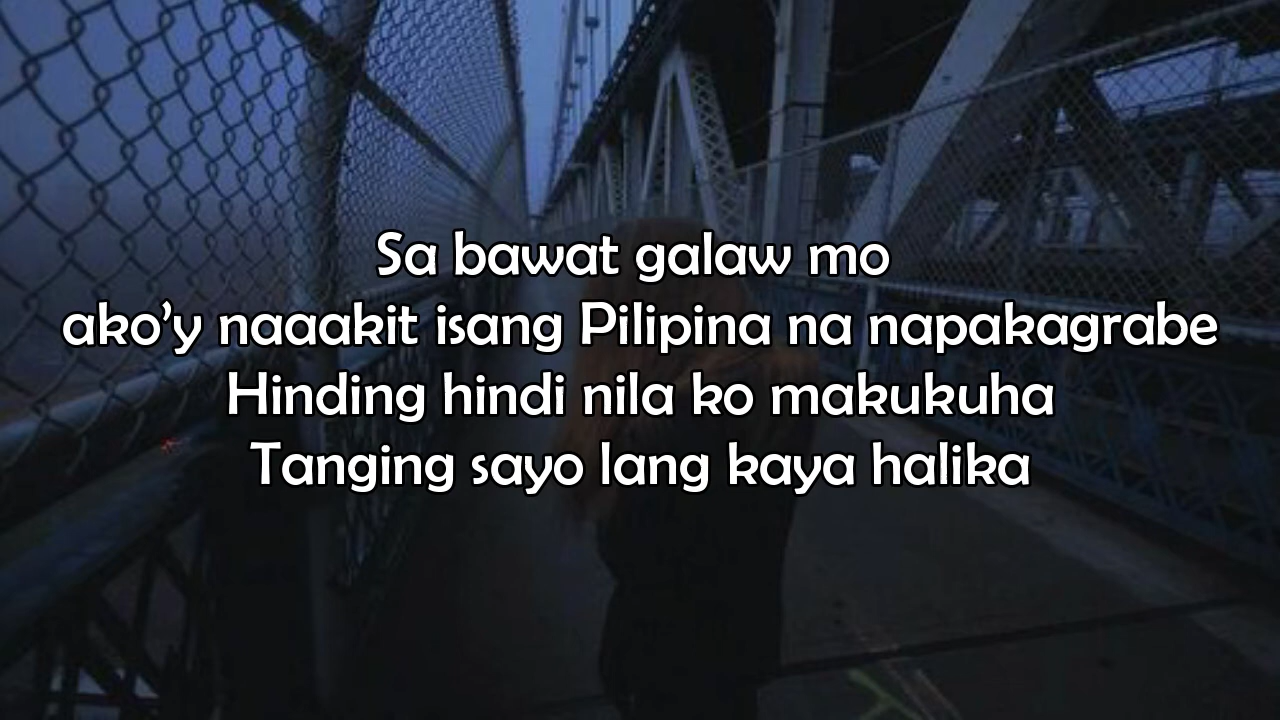 Sa bawat galaw mo
ako’y naaakit isang Pilipina na napakagrabe
Hinding hindi nila ko makukuha
Tanging sayo lang kaya halika